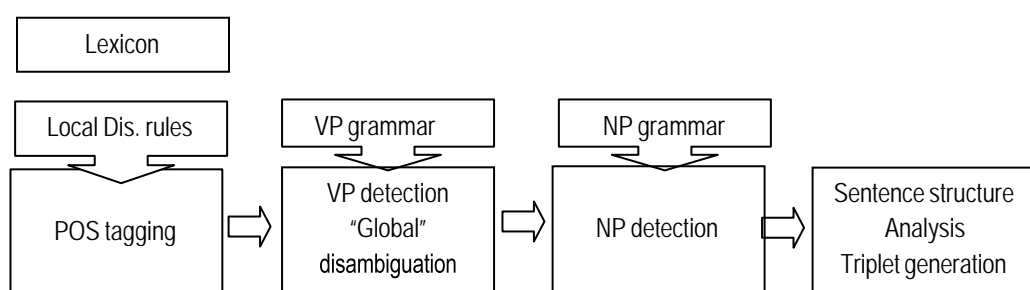 Lexicon
Local Dis. rules
VP grammar
NP grammar
POS tagging
VP detection
“Global”
disambiguation
NP detection
Sentence structure
Analysis
Triplet generation